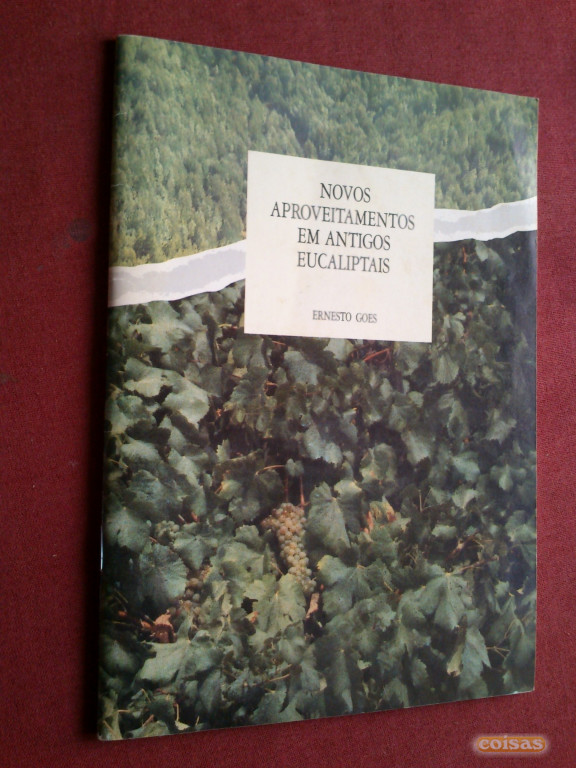 NOVOS
APROVEITAMENTOS
EM ANTIGOS
EUCALIPTAIS
ERNESTO GOES
coisas